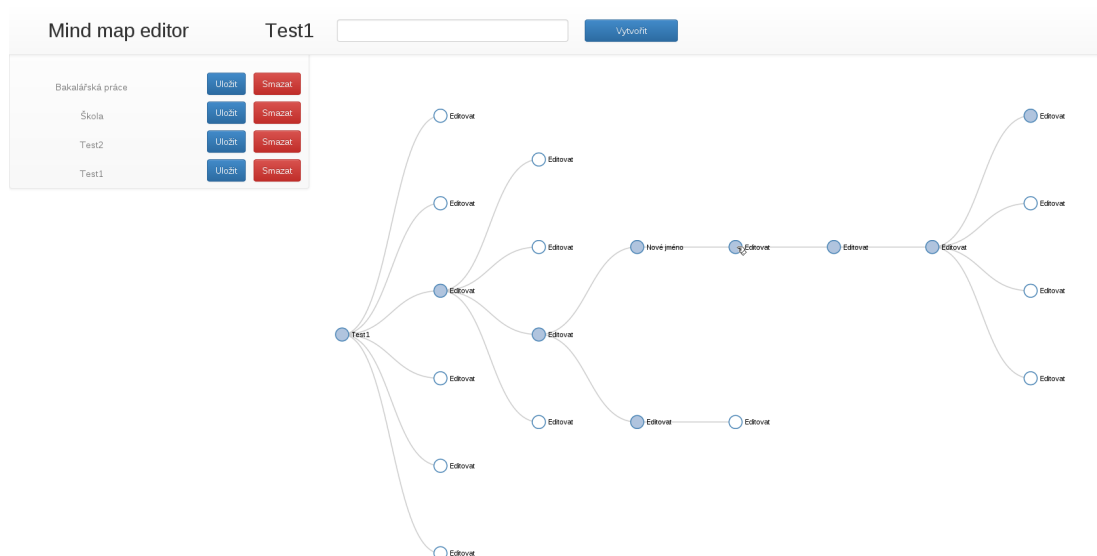 Mind map editor Test1 Vytvořit
Bakalářská práce Uložit Smazat
Škola Uložit Smazat
Test2 Uložit Smazat
Test1 Uložit Smazat
Editovat Editovat
Editovat
Editovat Editovat
Editovat Nové jméno Editovat Editovat Editovat
Editovat Editovat
Test1 Editovat
Editovat Editovat
Editovat Editovat Editovat
Editovat
Editovat